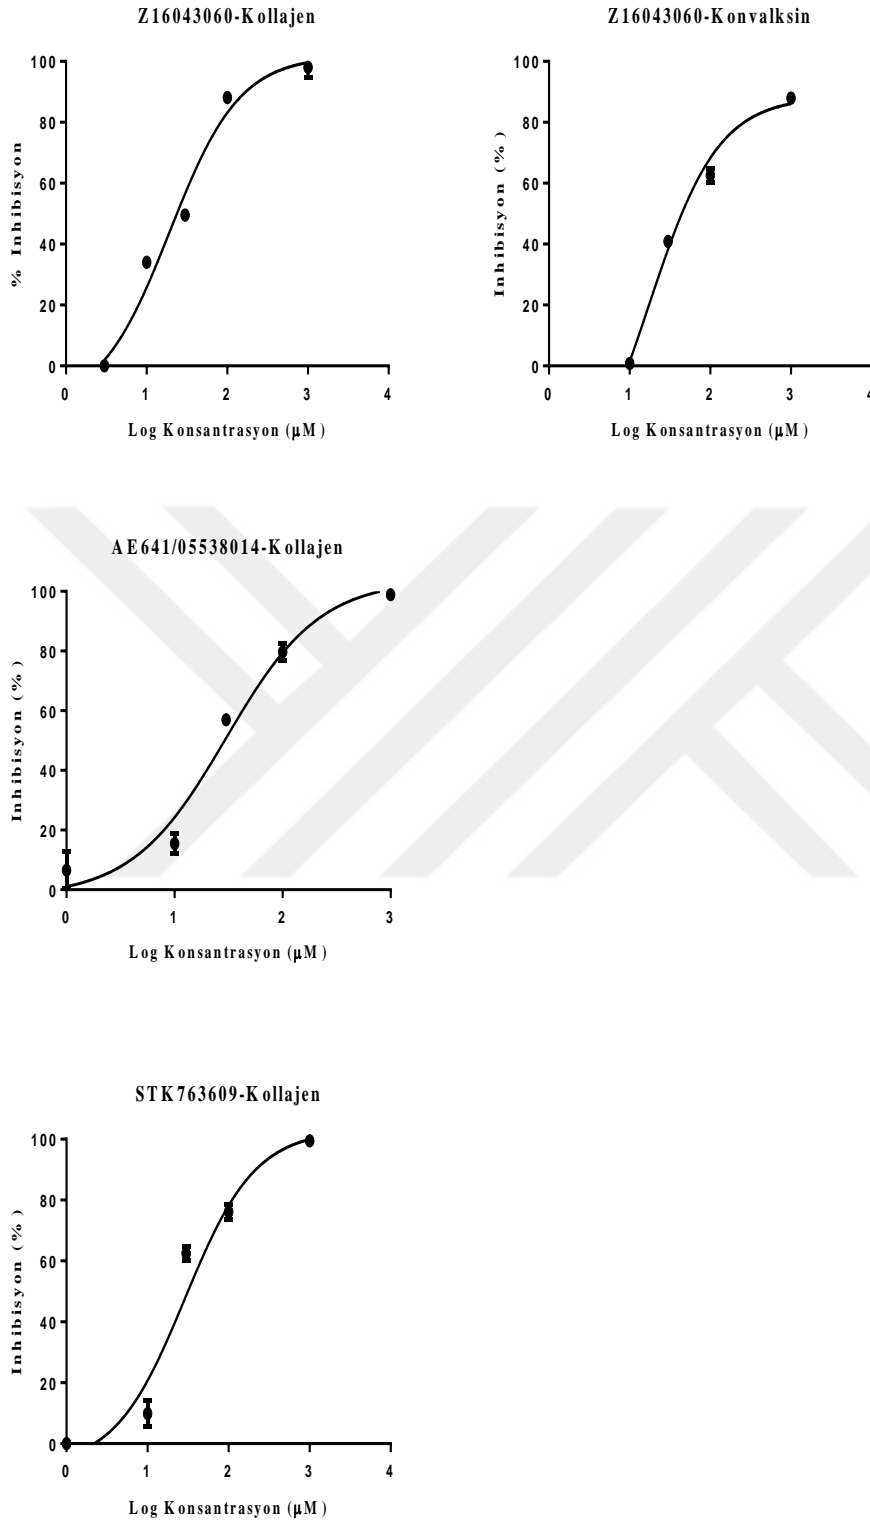 Z16043060-Kollajen
% Inhibisyon
100
80
60
40
20
0
0 1 2 3 4
Log Konsantrasyon (µM)
Z16043060-Konvalksin
Inhibisyon (%)
100
80
60
40
20
0
0 1 2 3 4
Log Konsantrasyon (µM)
AE641/05538014-Kollajen
Inhibisyon (%)
100
80
60
40
20
0
0 1 2 3
Log Konsantrasyon (µM)
STK763609-Kollajen
Inhibisyon (%)
100
80
60
40
20
0
0 1 2 3 4
Log Konsantrasyon (µM)